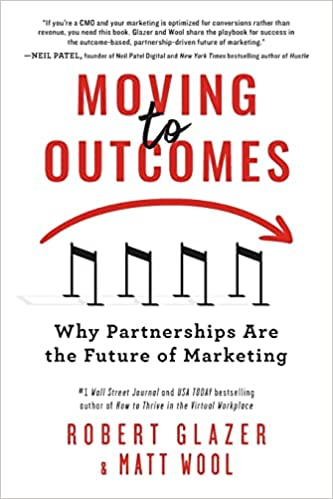 "If you're a CMO and your marketing is optimized for conversions rather than
revenue, you need this book. Glazer and Wool share the playbook for success in
the outcome-based, partnership-driven future of marketing."
—NEIL PATEL, founder of Neil Patel Digital and New York Times bestselling author of Hustle
MOVING
to
OUTCOMES
Why Partnerships Are
the Future of Marketing
#1 Wall Street Journal and USA TODAY bestselling
author of How to Thrive in the Virtual Workplace
ROBERT GLAZER
& MATT WOOL